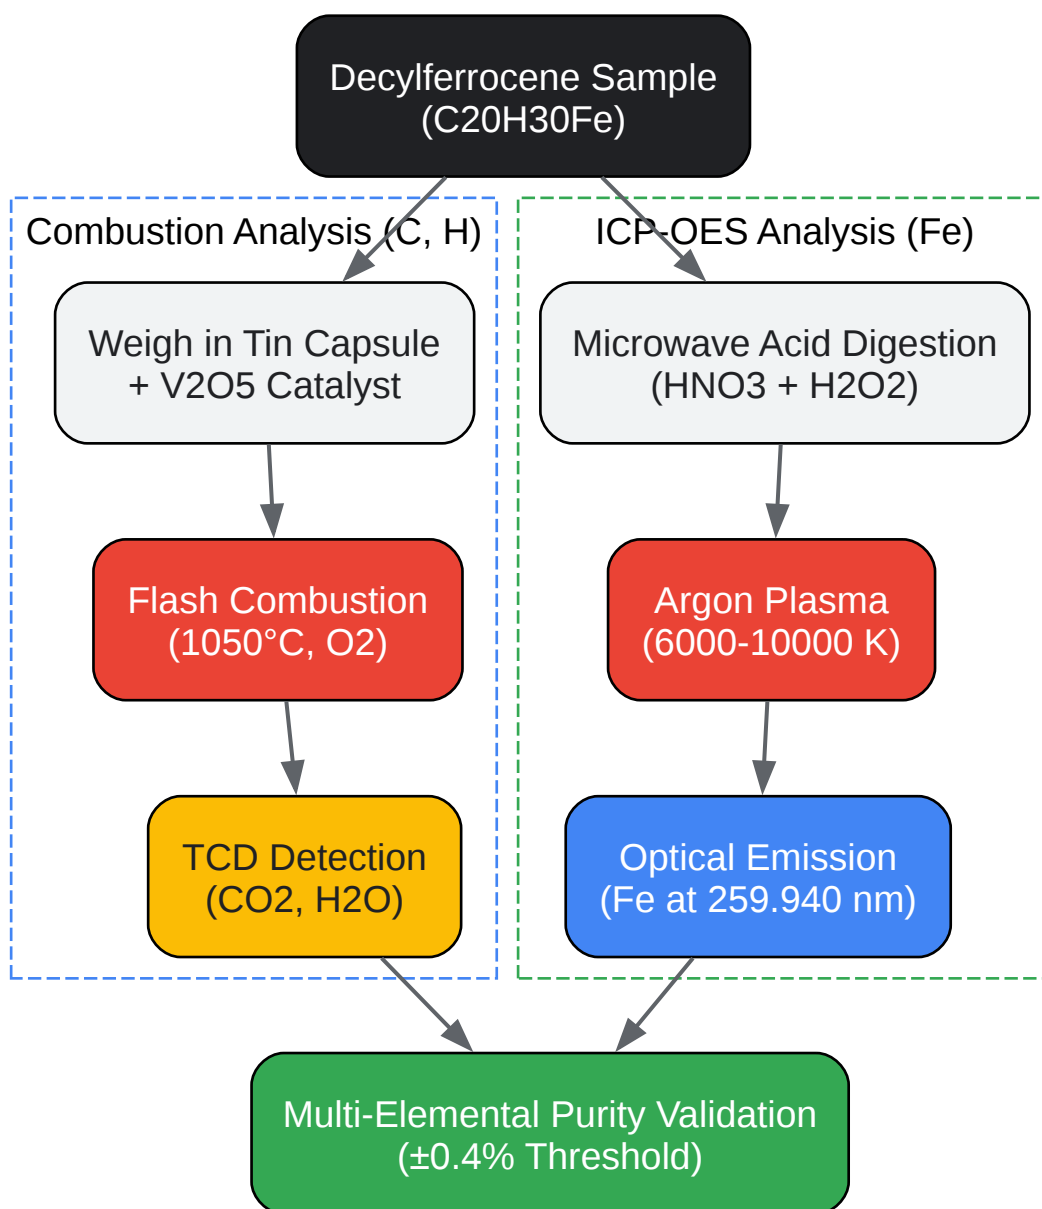 Decylferrocene Sample
(C20H30Fe)
Combustion Analysis (C, H)
ICP-OES Analysis (Fe)
Weigh in Tin Capsule
+ V2O5 Catalyst
Microwave Acid Digestion
(HNO3 + H2O2)
Flash Combustion
(1050°C, O2)
Argon Plasma
(6000-10000 K)
TCD Detection
(CO2, H2O)
Optical Emission
(Fe at 259.940 nm)
Multi-Elemental Purity Validation
(±0.4% Threshold)